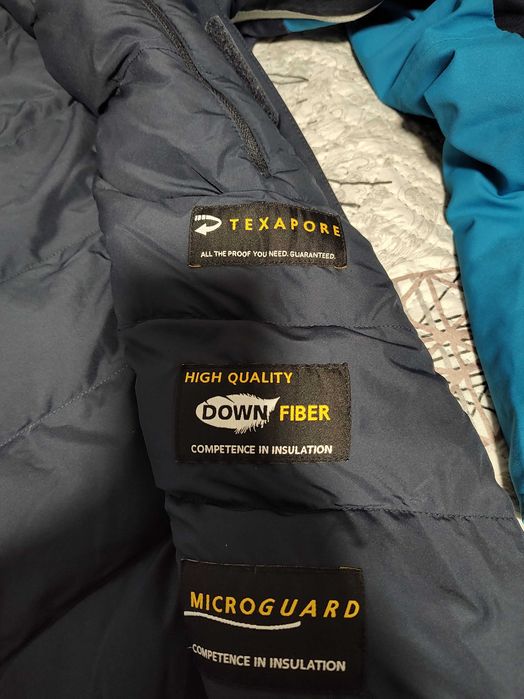 TEXAPORE
ALL THE PROOF YOU NEED. GUARANTEED.
HIGH QUALITY
DOWN FIBER
COMPETENCE IN INSULATION
MICROGUARD
COMPETENCE IN INSULATION